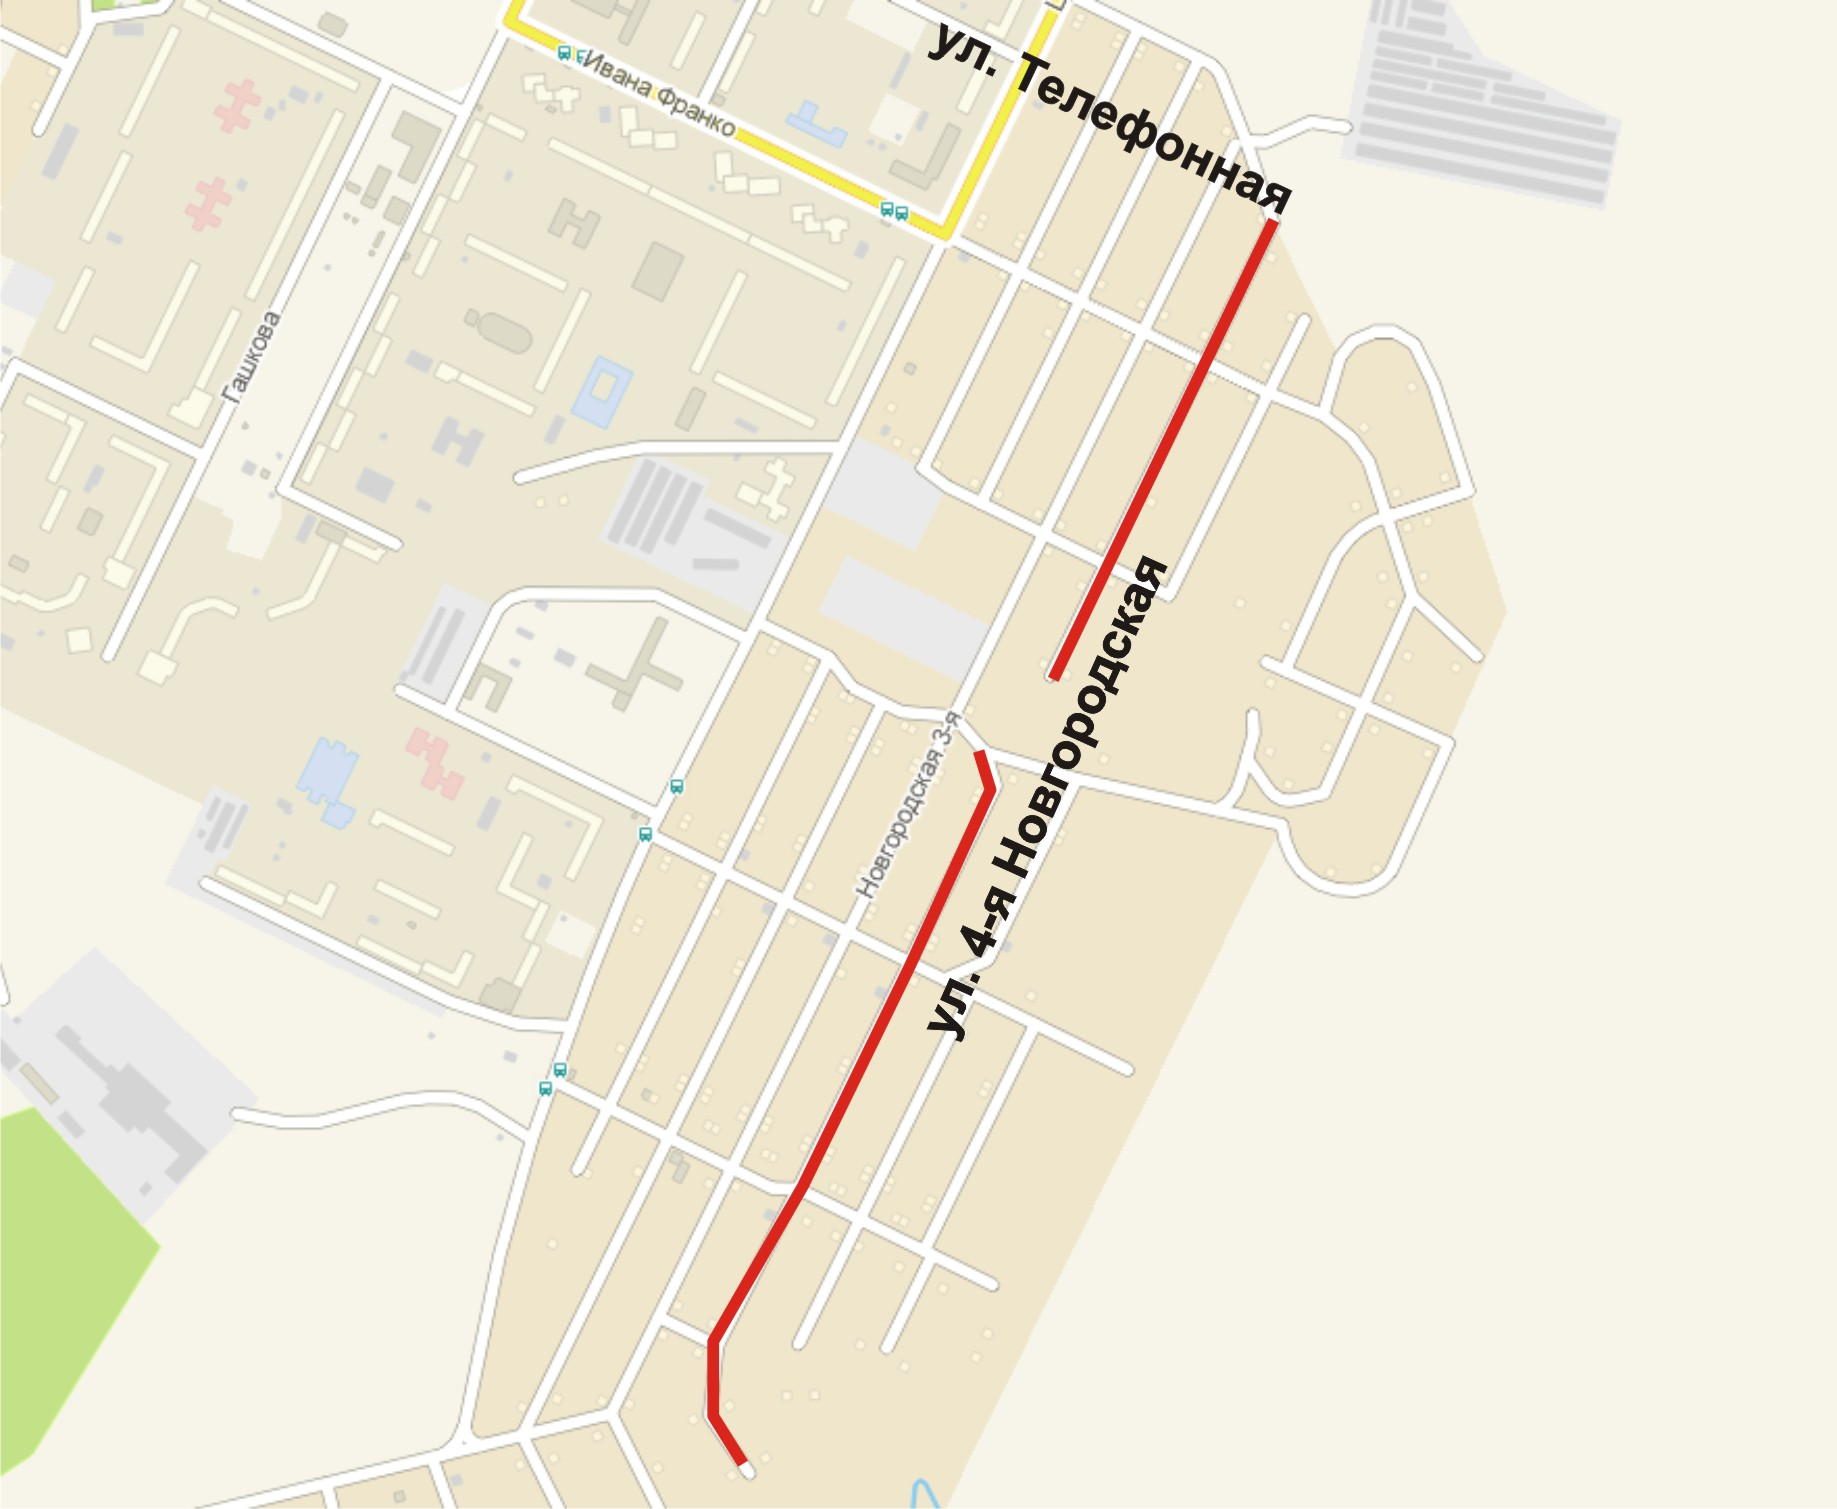 ул. Телефонная
Ивана Франко
Гашкова
ул. 4-я Новгородская
Новгородская 3-я